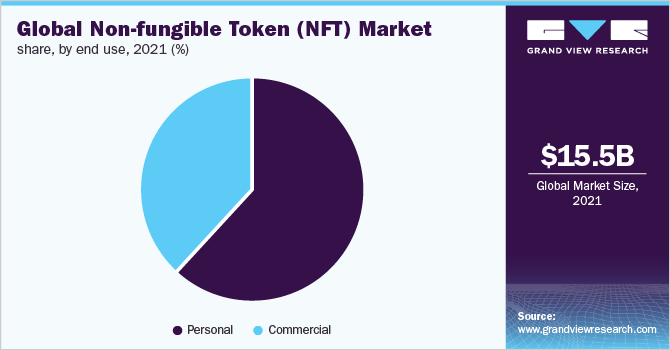 Global Non-fungible Token (NFT) Market
share, by end use, 2021 (%)
Personal
Commercial
GRAND VIEW RESEARCH
$15.5B
Global Market Size,
2021
Source:
www.grandviewresearch.com